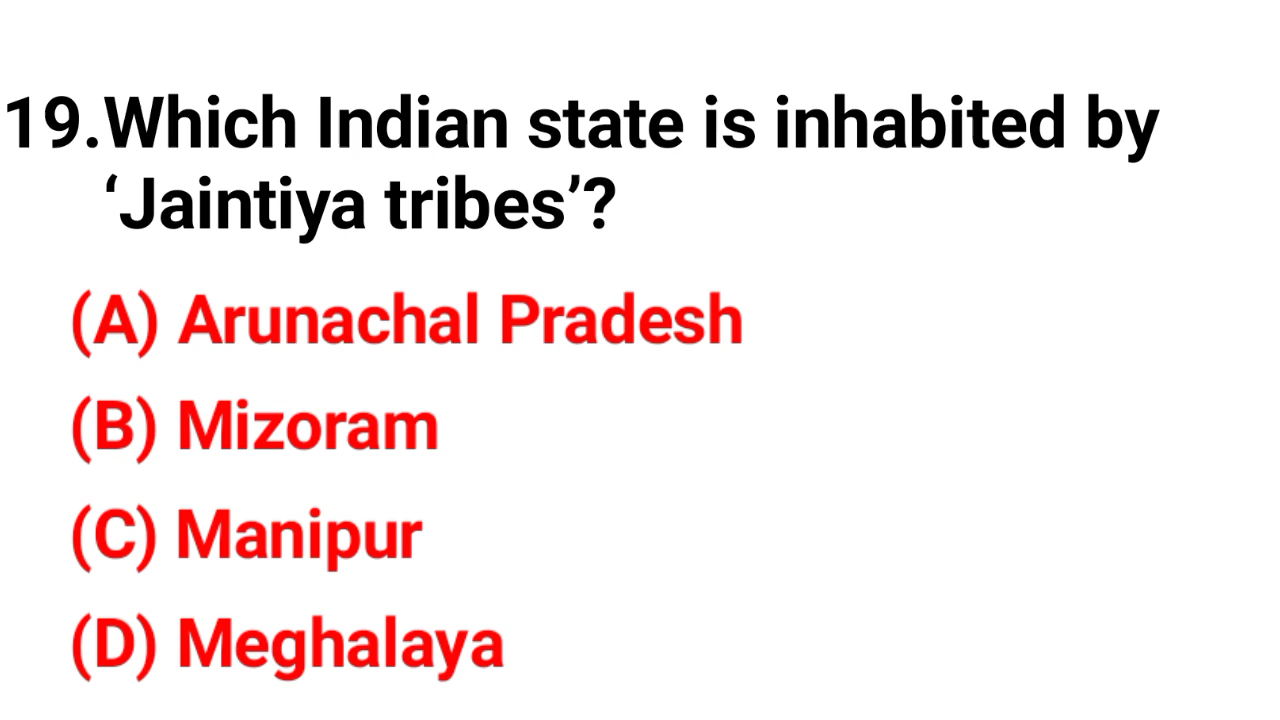 19.Which Indian state is inhabited by
‘Jaintiya tribes’?
(A) Arunachal Pradesh
(B) Mizoram
(C) Manipur
(D) Meghalaya